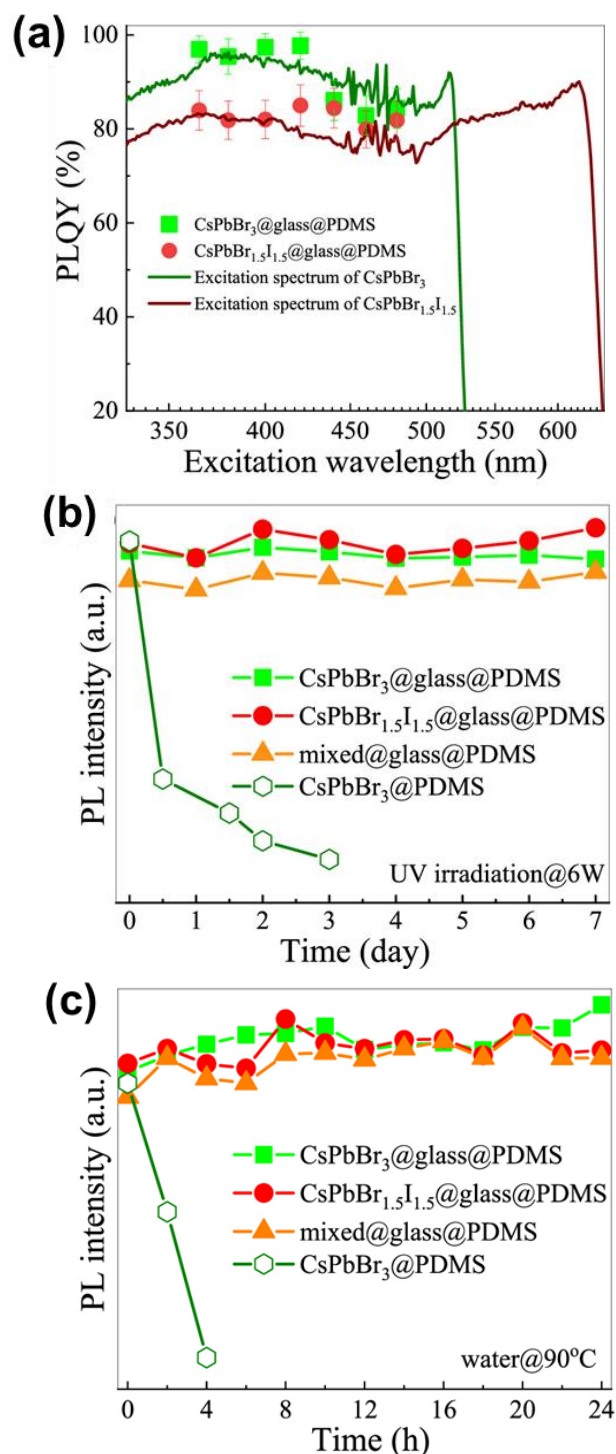 (a)
100
80
60
40
20
PLQY (%)
CsPbBr₃@glass@PDMS
CsPbBr₁.₅I₁.₅@glass@PDMS
Excitation spectrum of CsPbBr₃
Excitation spectrum of CsPbBr₁.₅I₁.₅
350 400 450 500 550 600
Excitation wavelength (nm)
(b)
PL intensity (a.u.)
CsPbBr₃@glass@PDMS
CsPbBr₁.₅I₁.₅@glass@PDMS
mixed@glass@PDMS
CsPbBr₃@PDMS
UV irradiation@6W
0 1 2 3 4 5 6 7
Time (day)
(c)
PL intensity (a.u.)
CsPbBr₃@glass@PDMS
CsPbBr₁.₅I₁.₅@glass@PDMS
mixed@glass@PDMS
CsPbBr₃@PDMS
water@90°C
0 4 8 12 16 20 24
Time (h)